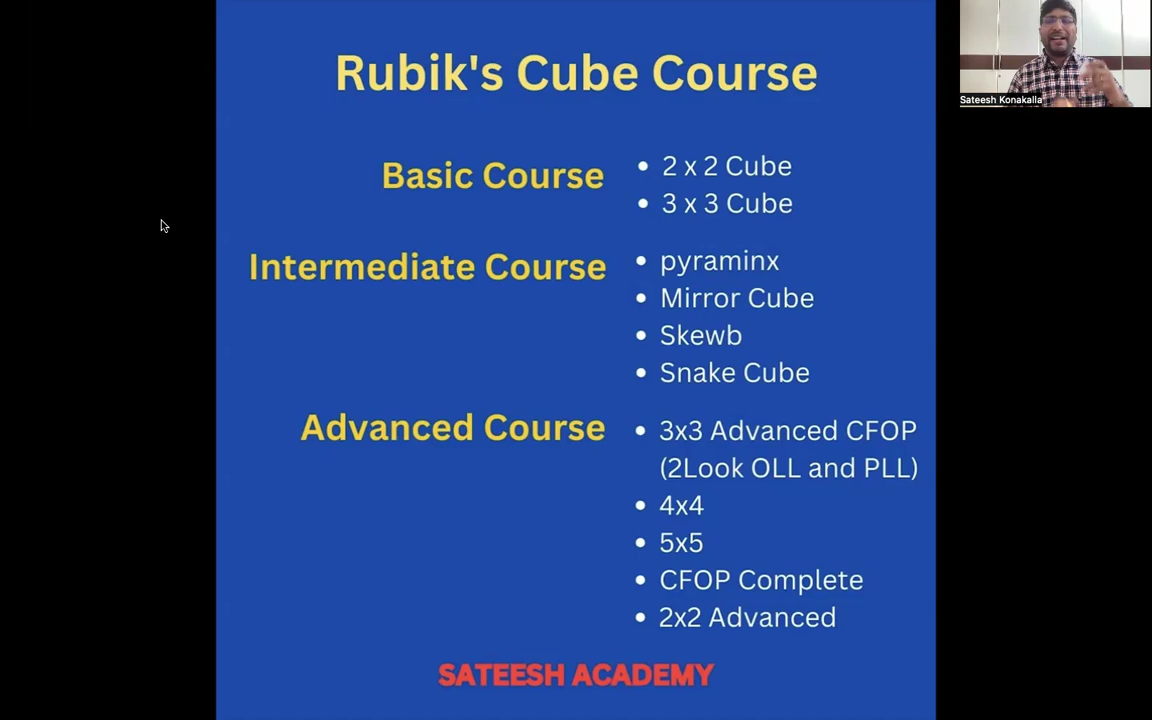 Rubik's Cube Course
Basic Course
2 x 2 Cube
3 x 3 Cube
Intermediate Course
pyraminx
Mirror Cube
Skewb
Snake Cube
Advanced Course
3x3 Advanced CFOP
(2Look OLL and PLL)
4x4
5x5
CFOP Complete
2x2 Advanced
SATEESH ACADEMY
Sateesh Konakalla